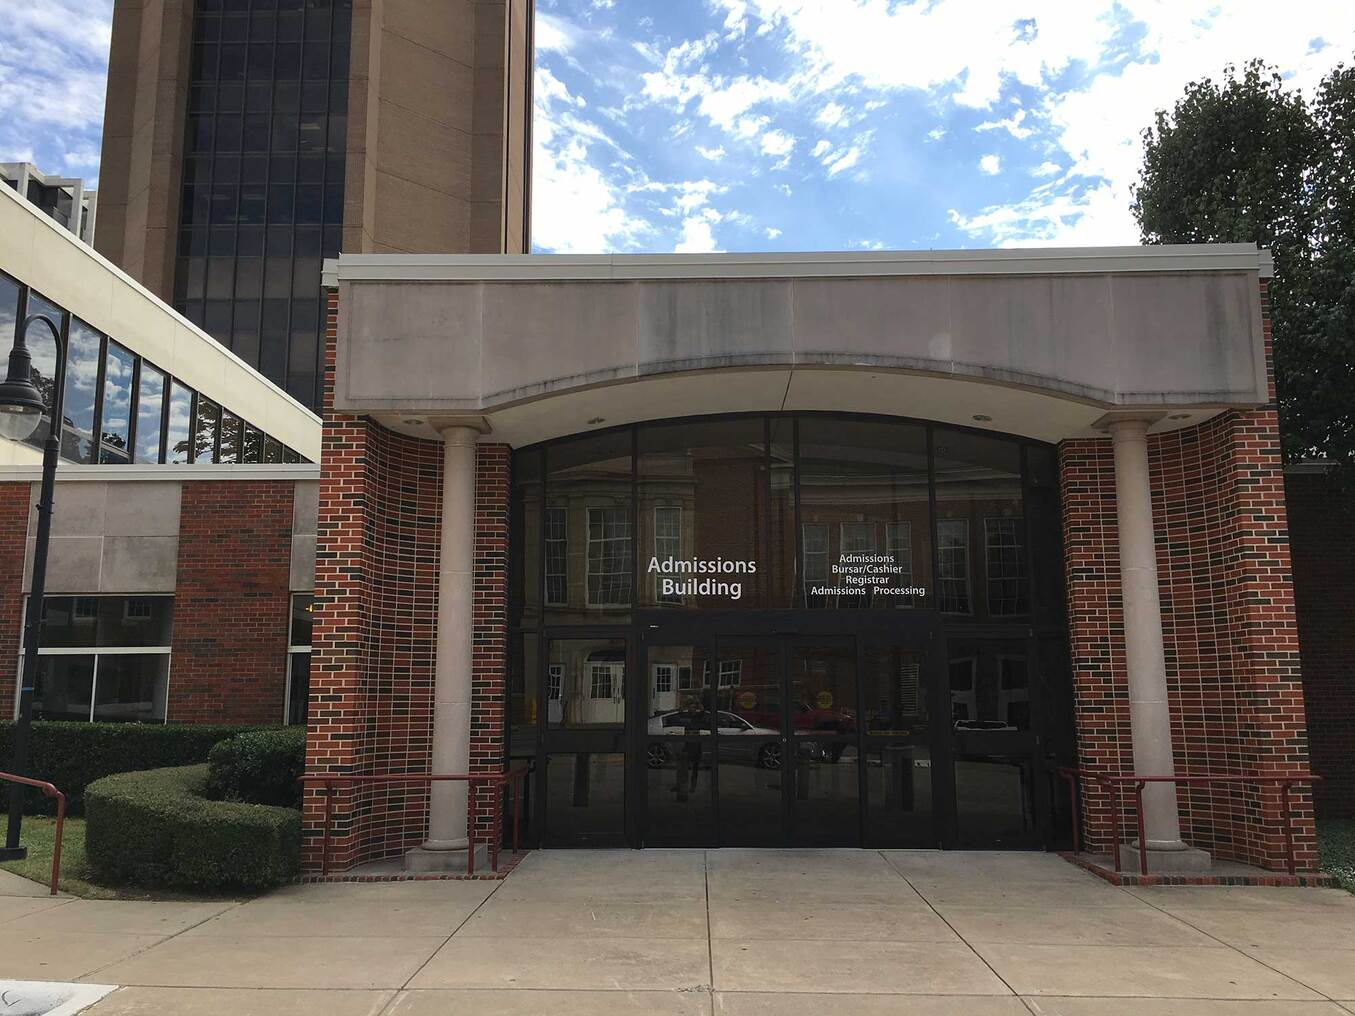 Admissions
Building
Admissions
Bursar/Cashier
Registrar
Admissions Processing